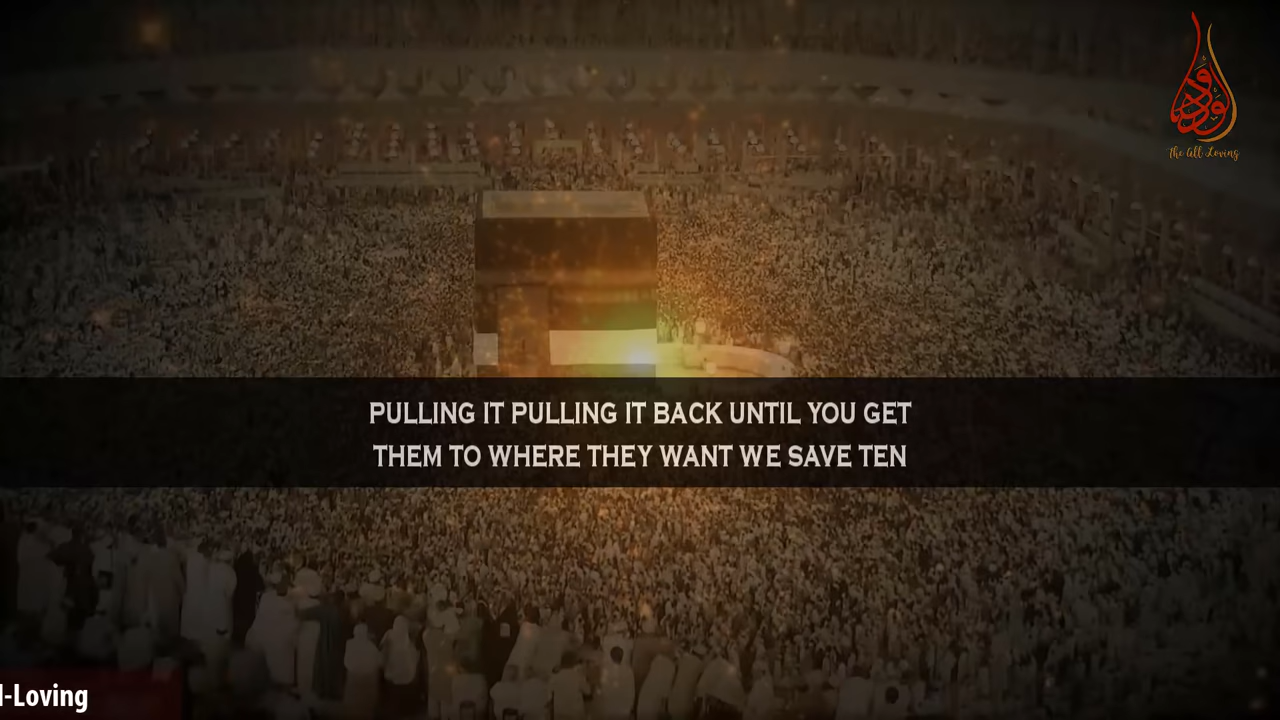 الودود
The All Loving
PULLING IT PULLING IT BACK UNTIL YOU GET
THEM TO WHERE THEY WANT WE SAVE TEN
l-Loving